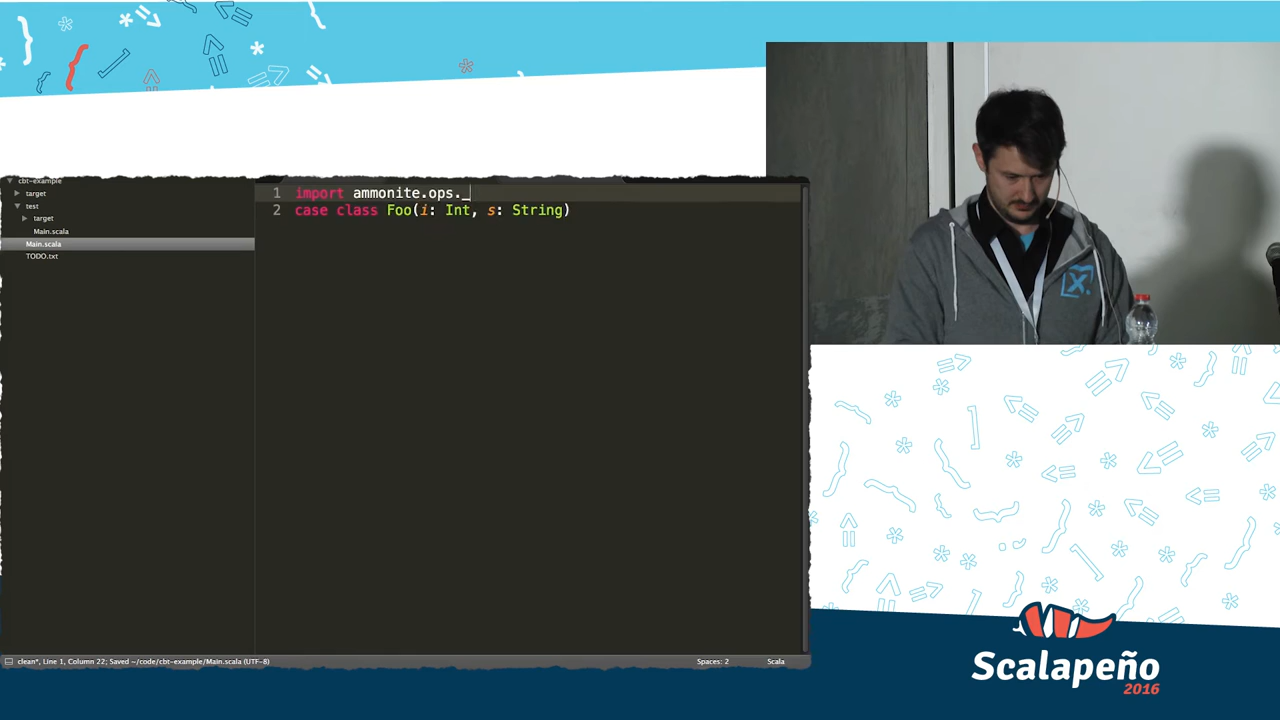 cbt-example
target
test
target
Main.scala
Main.scala
TODO.txt
1 import ammonite.ops._
2 case class Foo(i: Int, s: String)
clean*, Line 1, Column 22; Saved ~/code/cbt-example/Main.scala (UTF-8)
Spaces: 2
Scala
X
Scalapeño
2016